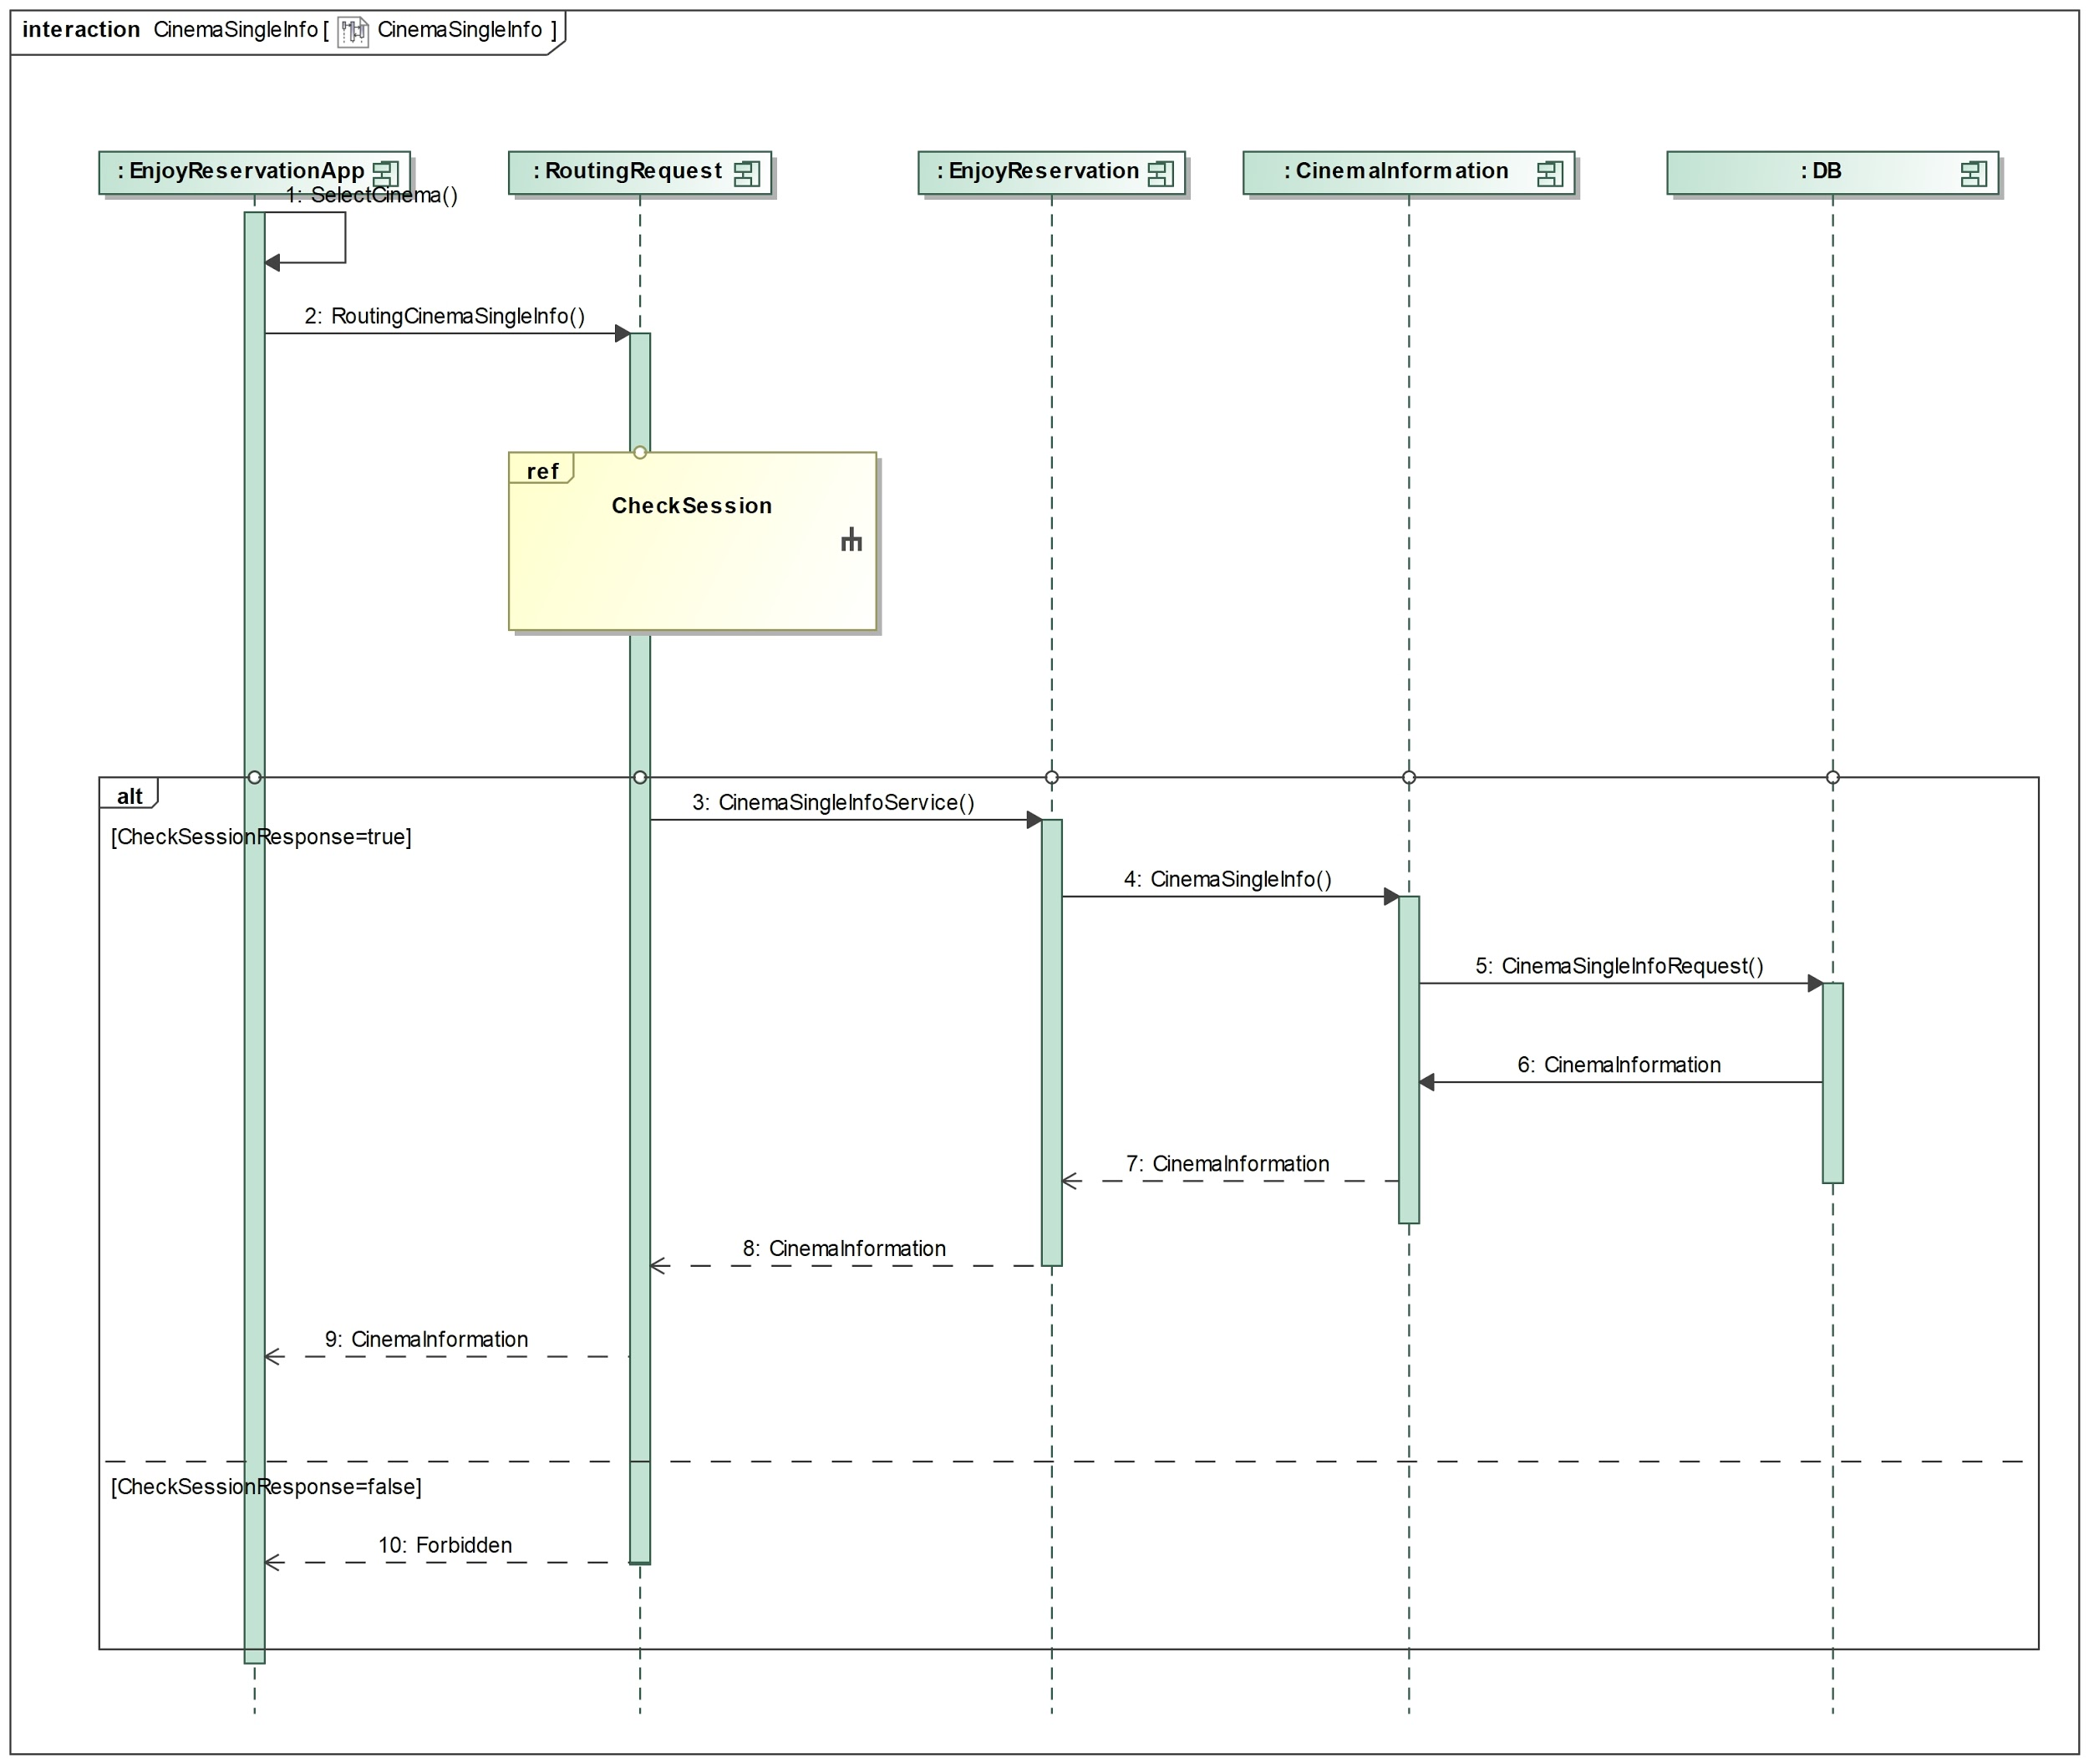 interaction CinemaSingleInfo [ CinemaSingleInfo ]
: EnjoyReservationApp
: RoutingRequest
: EnjoyReservation
: CinemaInformation
: DB
1: SelectCinema()
2: RoutingCinemaSingleInfo()
ref
CheckSession
alt
3: CinemaSingleInfoService()
[CheckSessionResponse=true]
4: CinemaSingleInfo()
5: CinemaSingleInfoRequest()
6: CinemaInformation
7: CinemaInformation
8: CinemaInformation
9: CinemaInformation
[CheckSessionResponse=false]
10: Forbidden